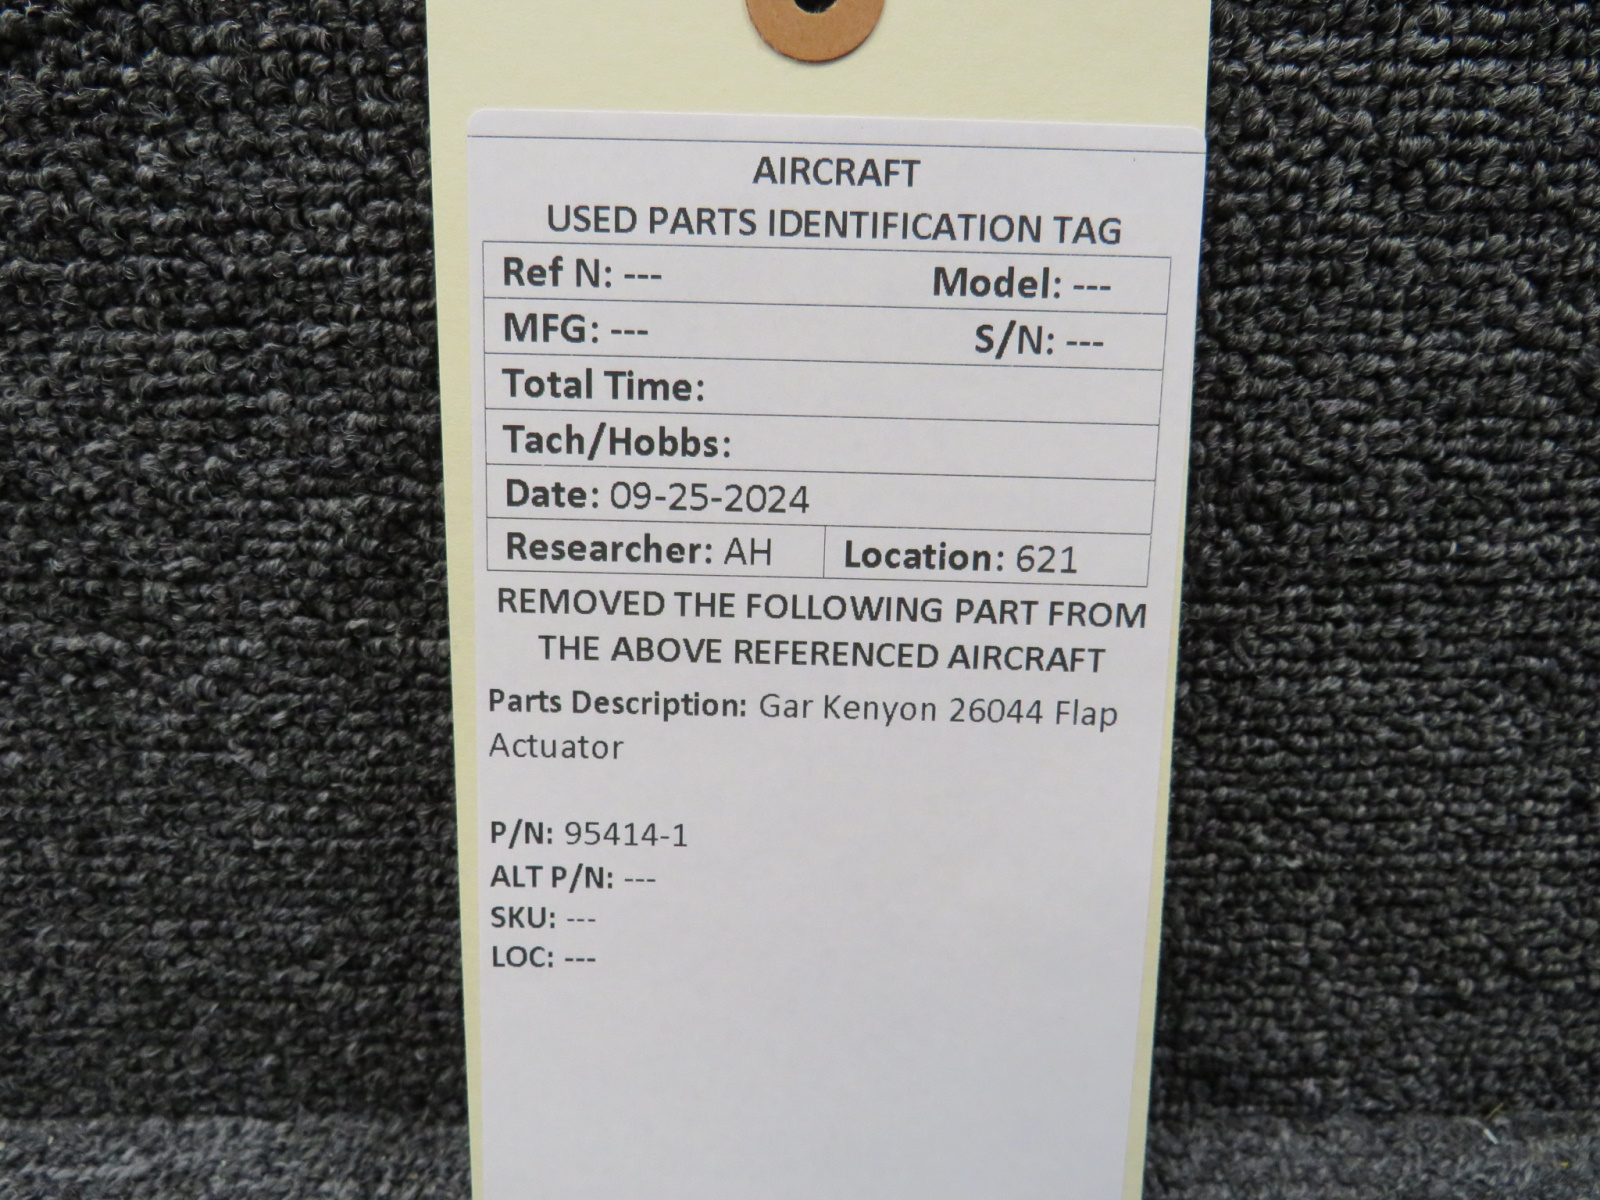 AIRCRAFT
USED PARTS IDENTIFICATION TAG
Ref N: --- Model: ---
MFG: --- S/N: ---
Total Time:
Tach/Hobbs:
Date: 09-25-2024
Researcher: AH Location: 621
REMOVED THE FOLLOWING PART FROM
THE ABOVE REFERENCED AIRCRAFT
Parts Description: Gar Kenyon 26044 Flap
Actuator
P/N: 95414-1
ALT P/N: ---
SKU: ---
LOC: ---